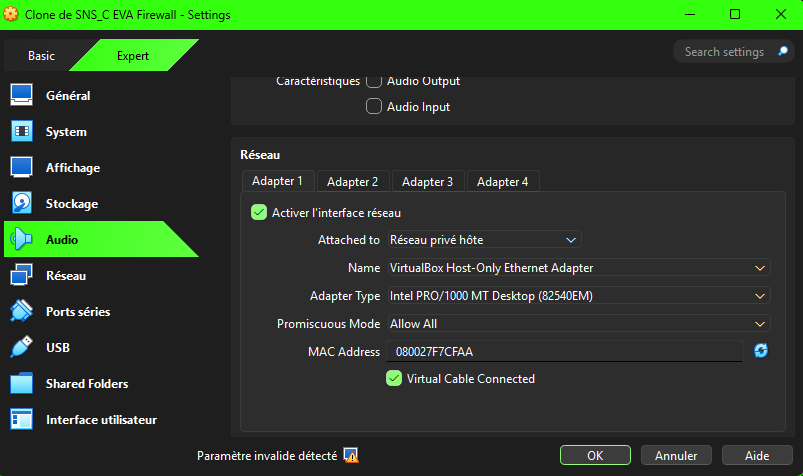 Clone de SNS_C EVA Firewall - Settings
Basic
Expert
Search settings
Général
System
Affichage
Stockage
Audio
Réseau
Ports séries
USB
Shared Folders
Interface utilisateur
Caractéristiques Audio Output
Audio Input
Réseau
Adapter 1 Adapter 2 Adapter 3 Adapter 4
Activer l'interface réseau
Attached to Réseau privé hôte
Name VirtualBox Host-Only Ethernet Adapter
Adapter Type Intel PRO/1000 MT Desktop (82540EM)
Promiscuous Mode Allow All
MAC Address 080027F7CFAA
Virtual Cable Connected
Paramètre invalide détecté
OK Annuler Aide